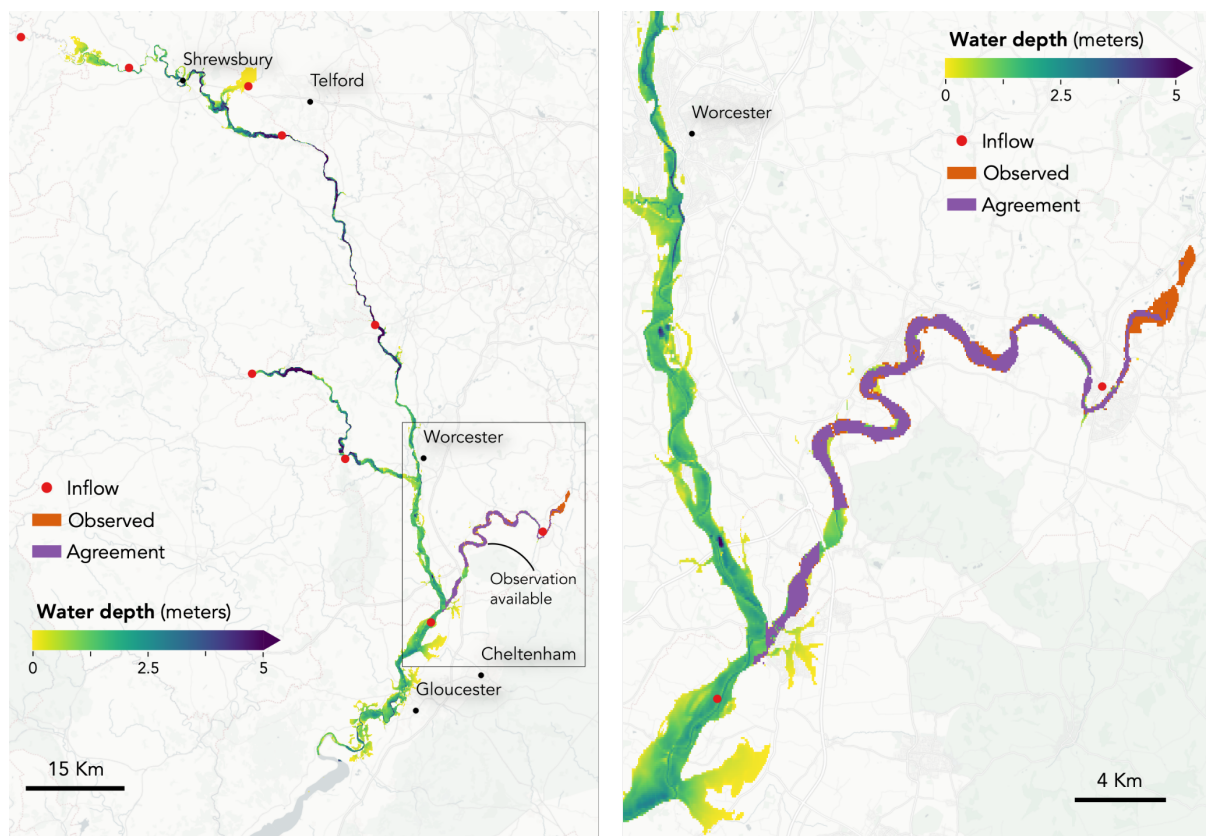 Shrewsbury
Telford
Worcester
Inflow
Observed
Agreement
Observation
available
Water depth (meters)
0 2.5 5
Cheltenham
Gloucester
15 Km
Water depth (meters)
0 2.5 5
Worcester
Inflow
Observed
Agreement
4 Km